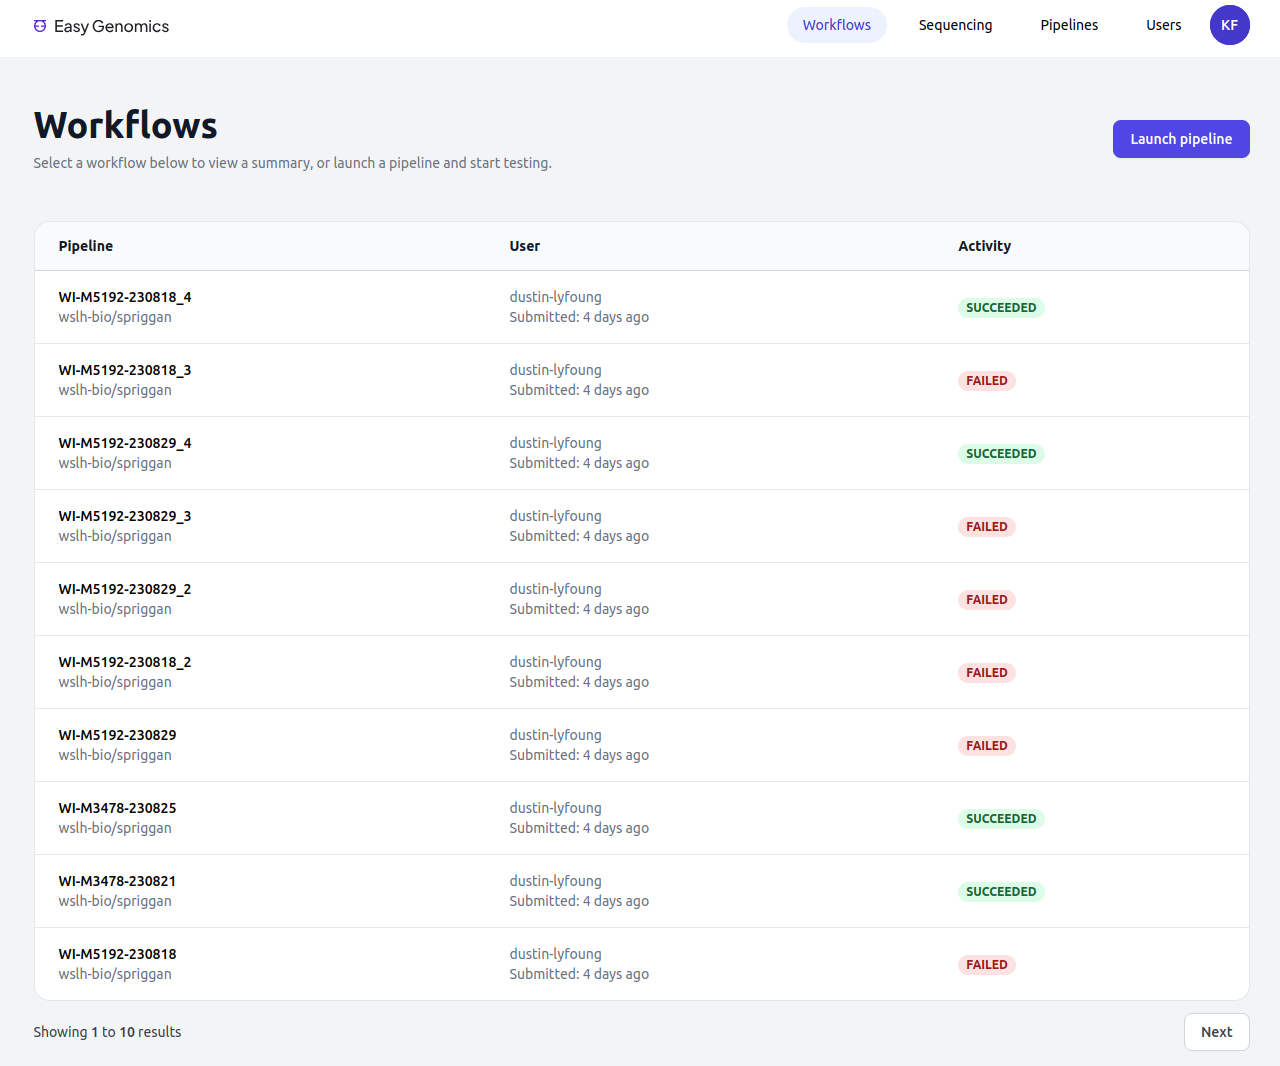 Easy Genomics
Workflows Sequencing Pipelines Users KF
Workflows
Select a workflow below to view a summary, or launch a pipeline and start testing.
Launch pipeline
Pipeline User Activity
WI-M5192-230818_4 dustin-lyfoung
wslh-bio/spriggan Submitted: 4 days ago SUCCEEDED
WI-M5192-230818_3 dustin-lyfoung
wslh-bio/spriggan Submitted: 4 days ago FAILED
WI-M5192-230829_4 dustin-lyfoung
wslh-bio/spriggan Submitted: 4 days ago SUCCEEDED
WI-M5192-230829_3 dustin-lyfoung
wslh-bio/spriggan Submitted: 4 days ago FAILED
WI-M5192-230829_2 dustin-lyfoung
wslh-bio/spriggan Submitted: 4 days ago FAILED
WI-M5192-230818_2 dustin-lyfoung
wslh-bio/spriggan Submitted: 4 days ago FAILED
WI-M5192-230829 dustin-lyfoung
wslh-bio/spriggan Submitted: 4 days ago FAILED
WI-M3478-230825 dustin-lyfoung
wslh-bio/spriggan Submitted: 4 days ago SUCCEEDED
WI-M3478-230821 dustin-lyfoung
wslh-bio/spriggan Submitted: 4 days ago SUCCEEDED
WI-M5192-230818 dustin-lyfoung
wslh-bio/spriggan Submitted: 4 days ago FAILED
Showing 1 to 10 results Next